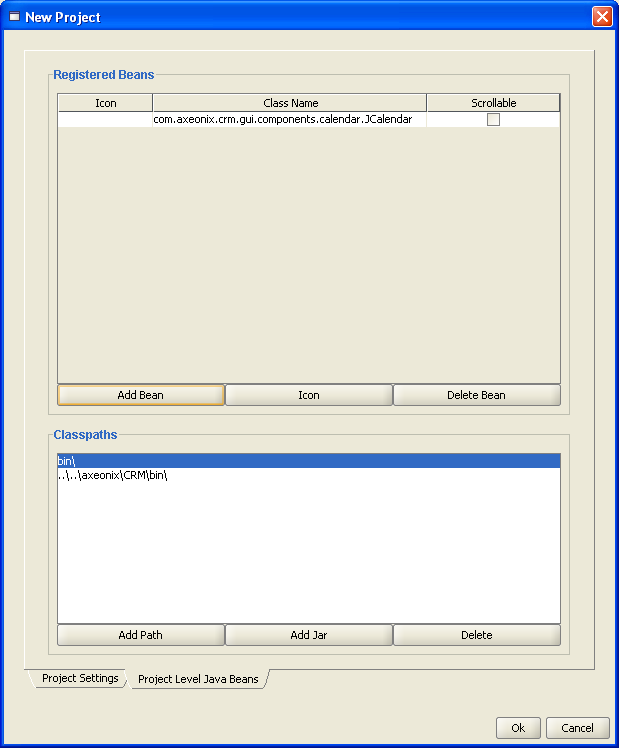 New Project
Registered Beans
Icon Class Name Scrollable
com.axeonix.crm.gui.components.calendar.JCalendar
Add Bean Icon Delete Bean
Classpaths
bin\
..\..\axeonix\CRM\bin\
Add Path Add Jar Delete
Project Settings Project Level Java Beans
Ok Cancel